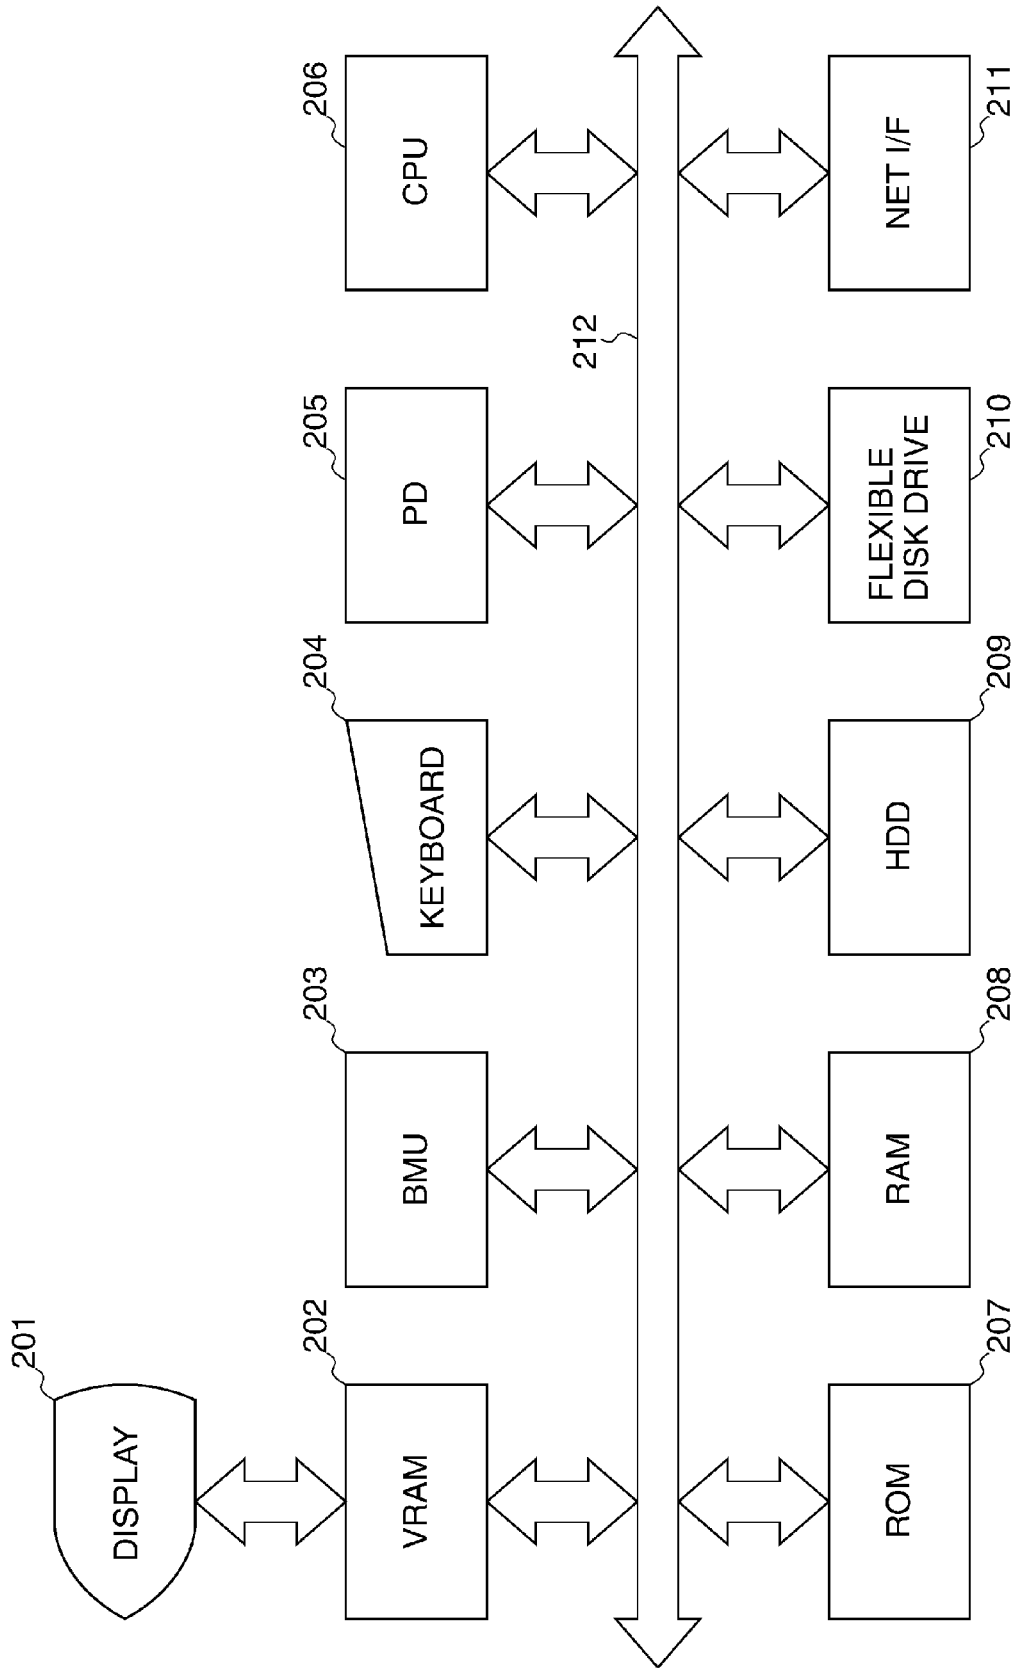 201
DISPLAY
202
VRAM
203
BMU
204
KEYBOARD
205
PD
206
CPU
212
207
ROM
208
RAM
209
HDD
210
FLEXIBLE
DISK DRIVE
211
NET I/F